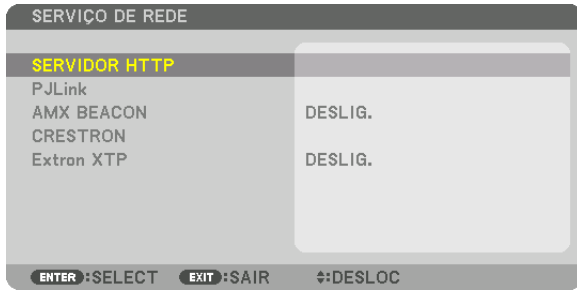 SERVIÇO DE REDE
SERVIDOR HTTP
PJLink
AMX BEACON DESLIG.
CRESTRON
Extron XTP DESLIG.
ENTER :SELECT EXIT :SAIR :DESLOC